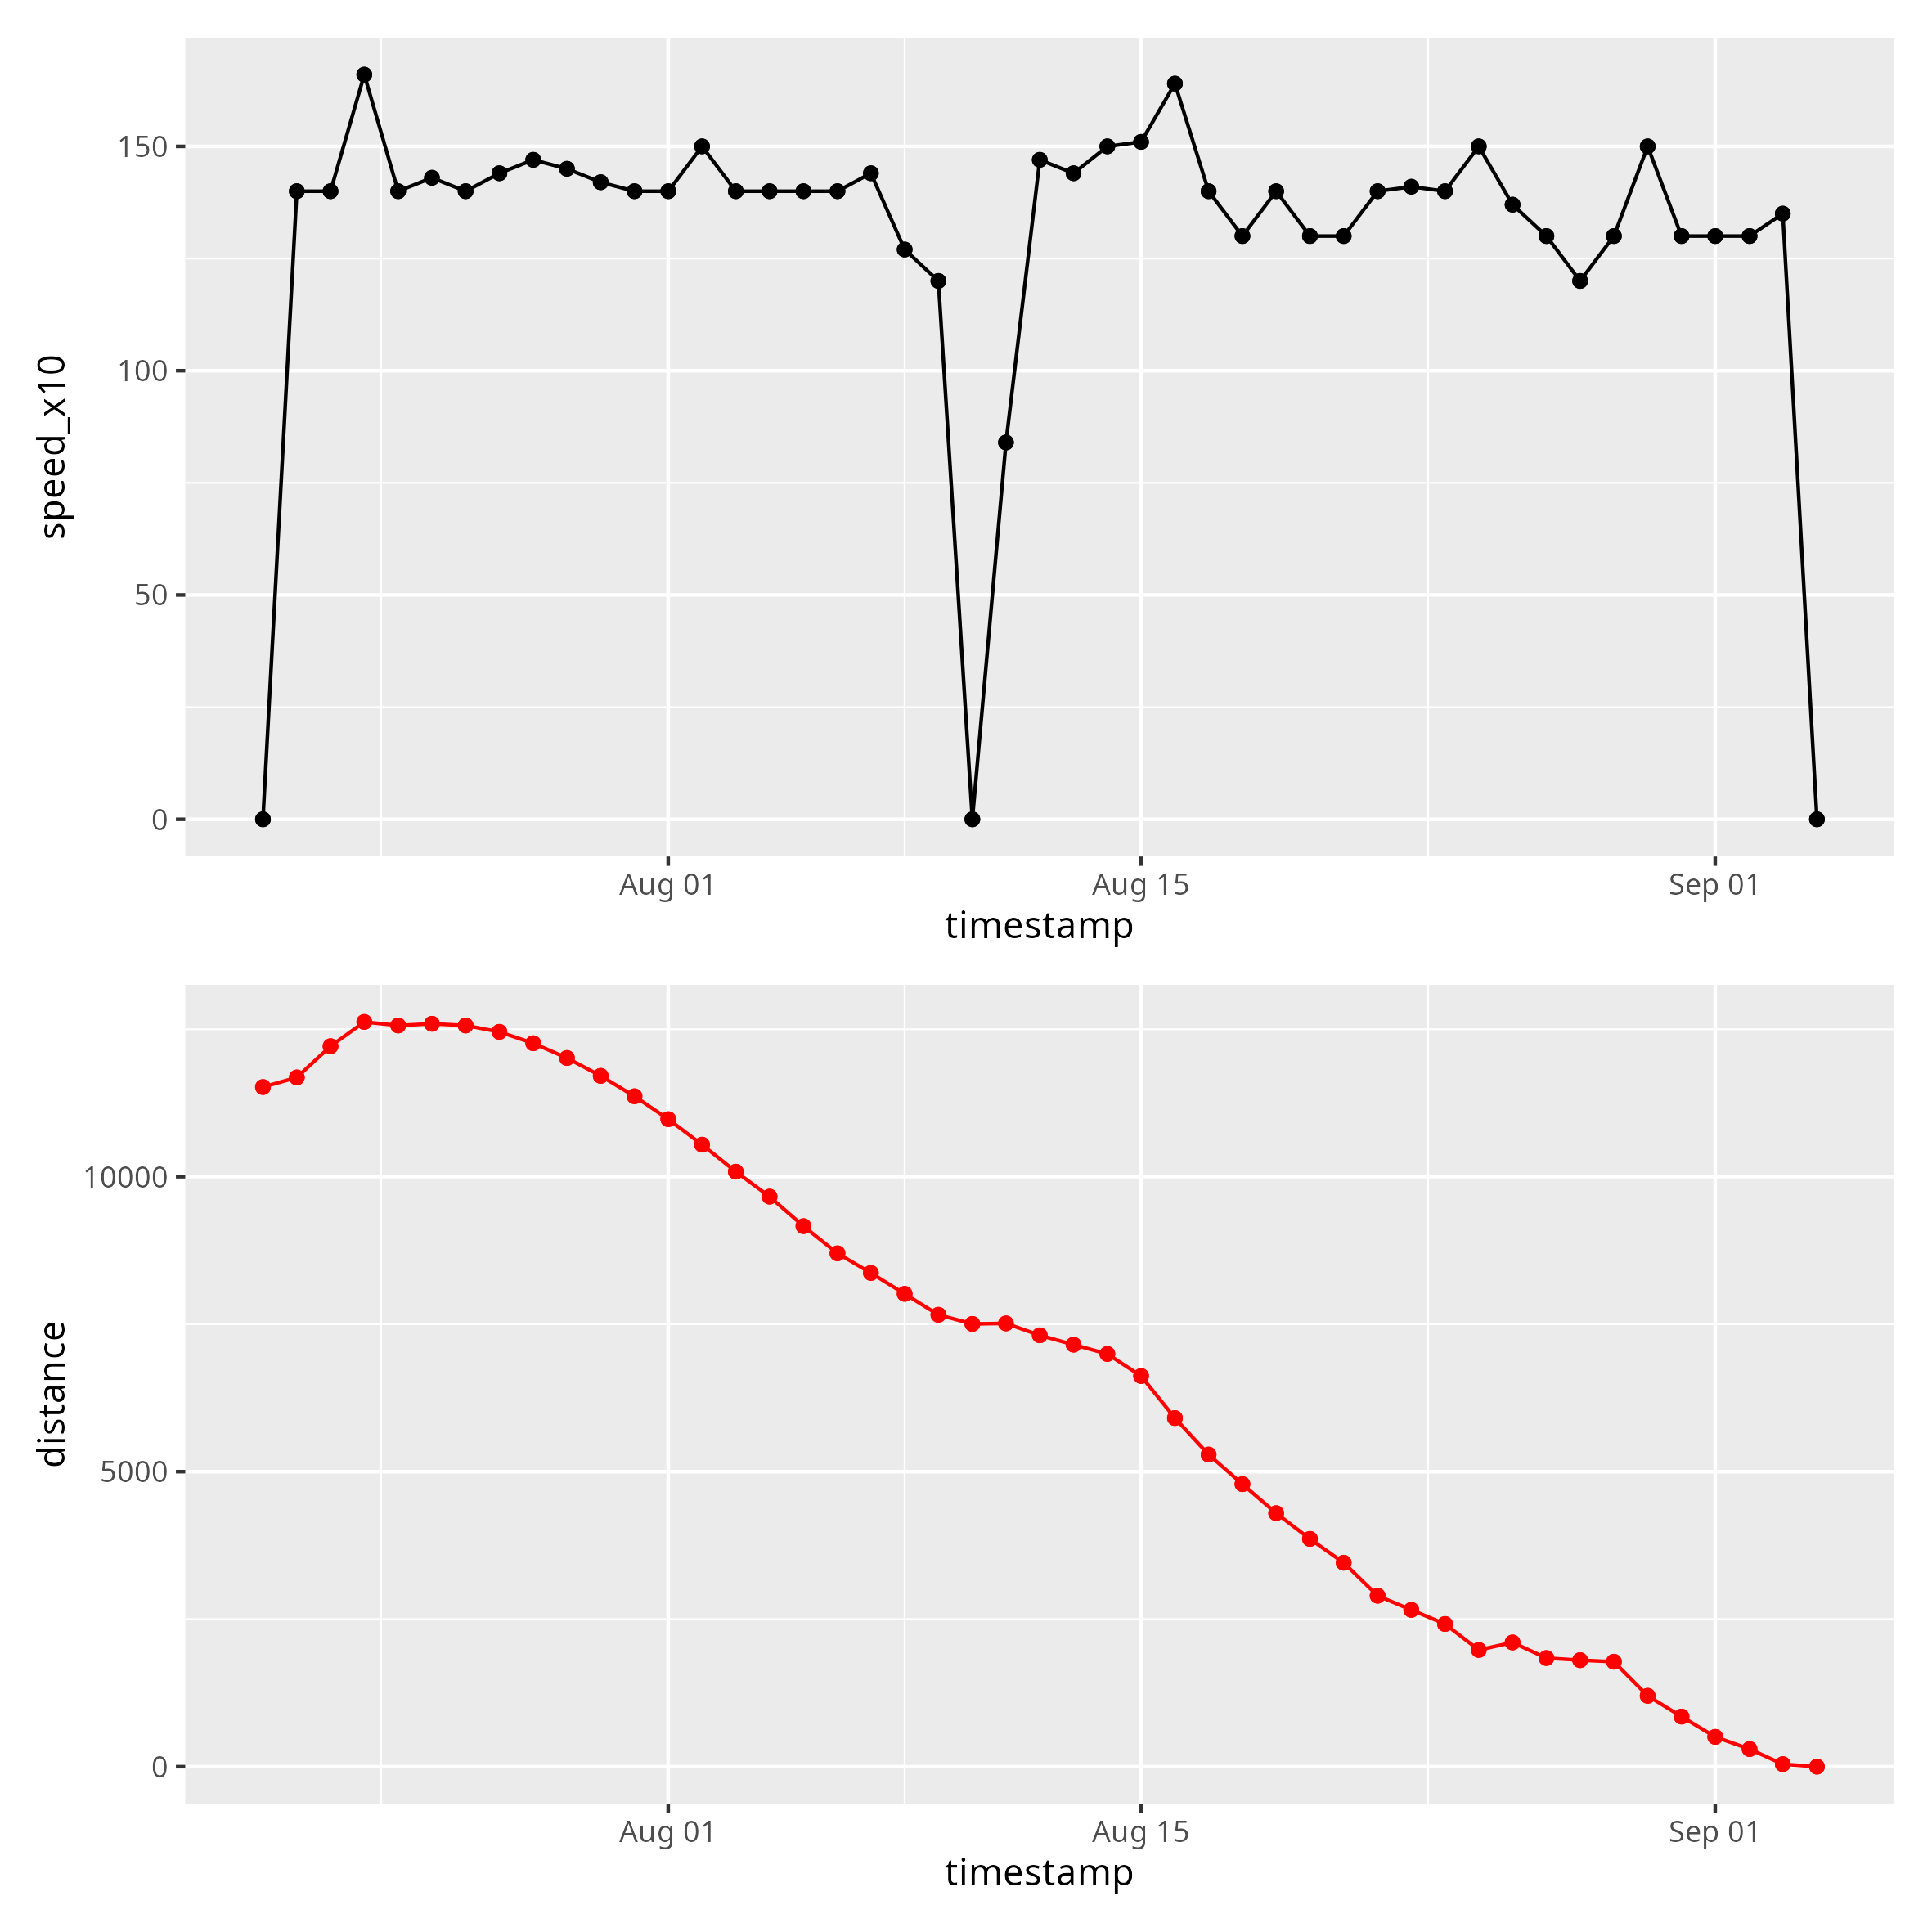 speed_x10
150
100
50
0
Aug 01 Aug 15 Sep 01
timestamp
distance
10000
5000
0
Aug 01 Aug 15 Sep 01
timestamp